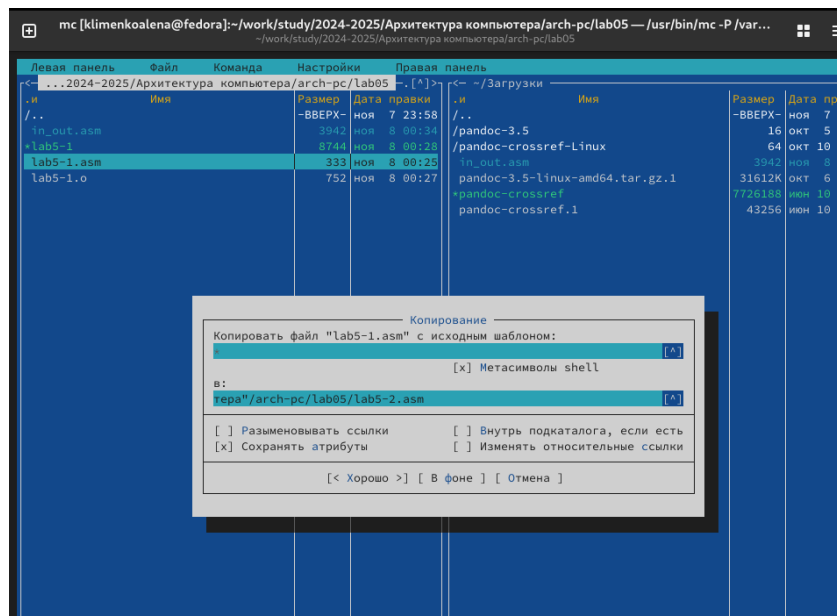 mc [klimenkoalena@fedora]:~/work/study/2024-2025/Архитектура компьютера/arch-pc/lab05 — /usr/bin/mc -P /var...
~/work/study/2024-2025/Архитектура компьютера/arch-pc/lab05
Левая панель Файл Команда Настройки Правая панель
<— ...2024-2025/Архитектура компьютера/arch-pc/lab05 —.[^]> <— ~/Загрузки
.и Имя Размер Дата правки .и Имя Размер Дата пр
/.. -ВВЕРХ- ноя 7 23:58 /.. -ВВЕРХ- ноя 7
in_out.asm 3942 ноя 8 00:34 /pandoc-3.5 16 окт 5
*lab5-1 8744 ноя 8 00:28 /pandoc-crossref-Linux 64 окт 10
lab5-1.asm 333 ноя 8 00:25 in_out.asm 3942 ноя 8
lab5-1.o 752 ноя 8 00:27 pandoc-3.5-linux-amd64.tar.gz.1 31612K окт 6
*pandoc-crossref 7726188 июн 10
pandoc-crossref.1 43256 июн 10
Копирование
Копировать файл "lab5-1.asm" с исходным шаблоном:
* [^]
[x] Метасимволы shell
в:
тера"/arch-pc/lab05/lab5-2.asm [^]
[ ] Разыменовывать ссылки [ ] Внутрь подкаталога, если есть
[x] Сохранять атрибуты [ ] Изменять относительные ссылки
[< Хорошо >] [ В фоне ] [ Отмена ]